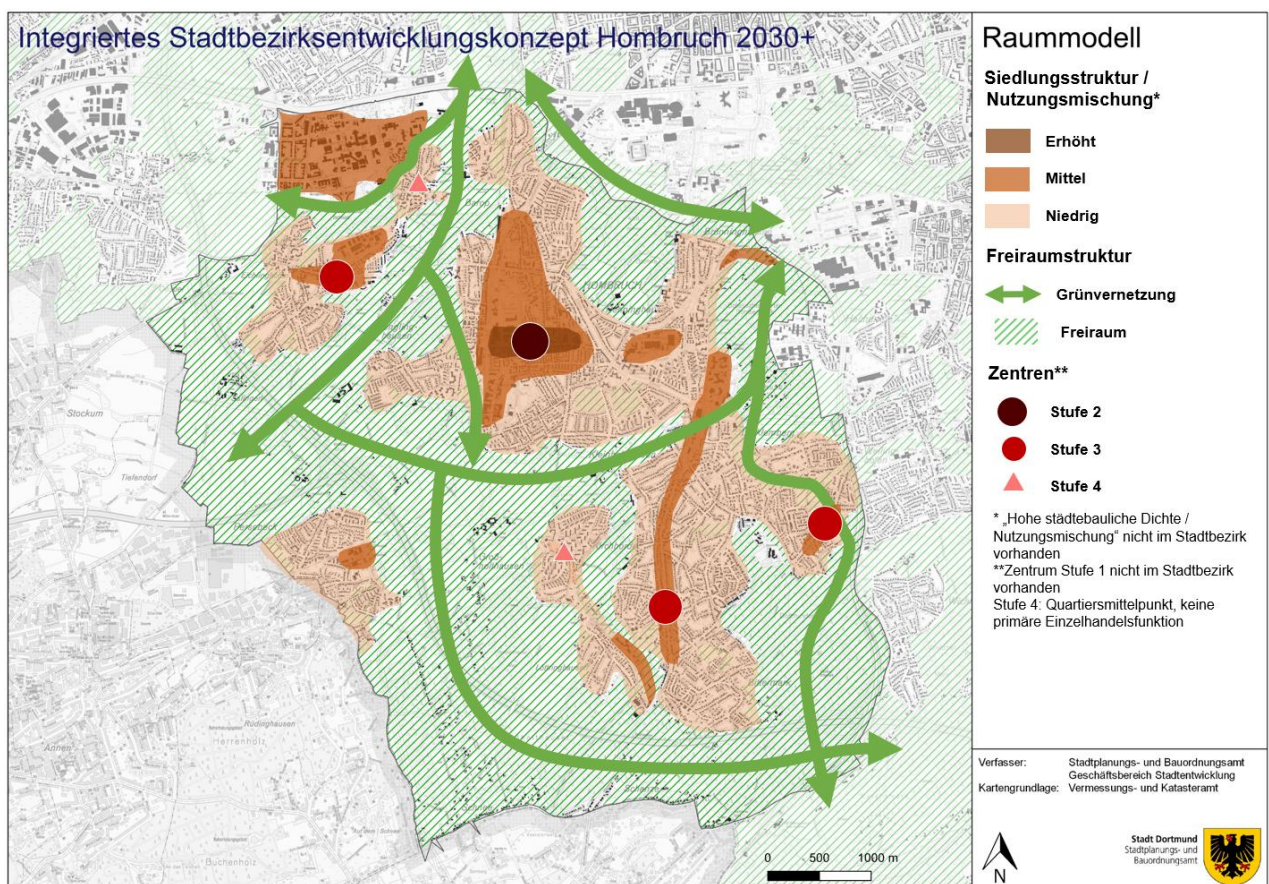 Integriertes Stadtbezirksentwicklungskonzept Hombruch 2030+
Raummodell
Siedlungsstruktur /
Nutzungsmischung*
Erhöht
Mittel
Niedrig
Freiraumstruktur
Grünvernetzung
Freiraum
Zentren**
Stufe 2
Stufe 3
Stufe 4
* „Hohe städtebauliche Dichte /
Nutzungsmischung“ nicht im Stadtbezirk
vorhanden
**Zentrum Stufe 1 nicht im Stadtbezirk
vorhanden
Stufe 4: Quartiersmittelpunkt, keine
primäre Einzelhandelsfunktion
Verfasser: Stadtplanungs- und Bauordnungsamt
Geschäftsbereich Stadtentwicklung
Kartengrundlage: Vermessungs- und Katasteramt
N
Stadt Dortmund
Stadtplanungs- und
Bauordnungsamt
0 500 1000 m
Barop
HOMBRUCH
Stockum
Tiefendorf
Persebeck
Rüdinghausen
Herrenholz
Annen
Buchenholz